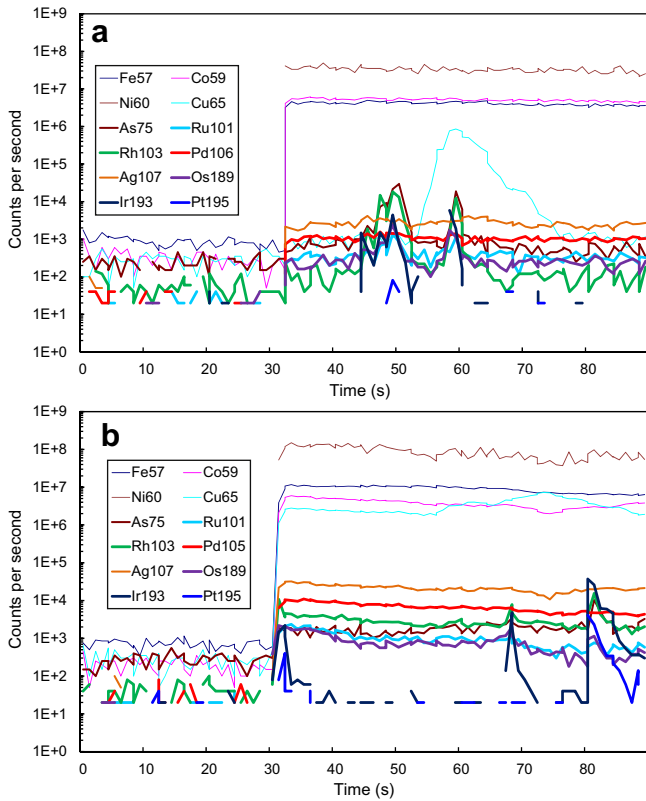 a
1E+9
1E+8
1E+7
1E+6
1E+5
1E+4
1E+3
1E+2
1E+1
1E+0
Counts per second
Fe57 Co59
Ni60 Cu65
As75 Ru101
Rh103 Pd106
Ag107 Os189
Ir193 Pt195
0 10 20 30 40 50 60 70 80
Time (s)
b
1E+9
1E+8
1E+7
1E+6
1E+5
1E+4
1E+3
1E+2
1E+1
1E+0
Counts per second
Fe57 Co59
Ni60 Cu65
As75 Ru101
Rh103 Pd105
Ag107 Os189
Ir193 Pt195
0 10 20 30 40 50 60 70 80
Time (s)